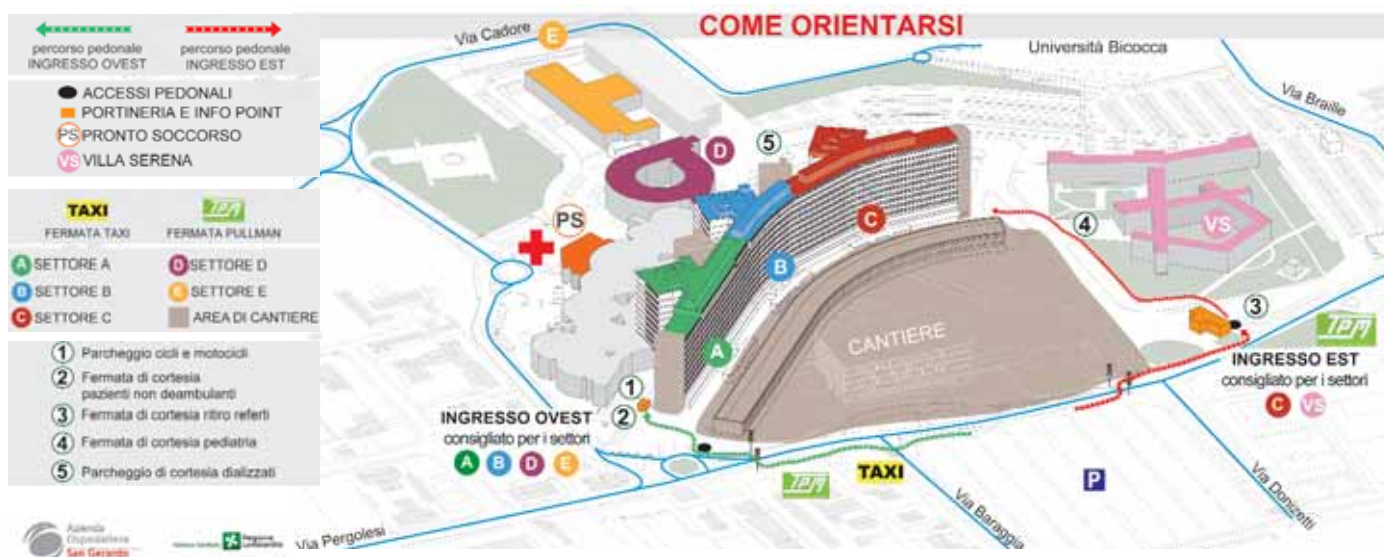 COME ORIENTARSI
percorso pedonale
INGRESSO OVEST
percorso pedonale
INGRESSO EST
ACCESSI PEDONALI
PORTINERIA E INFO POINT
PS PRONTO SOCCORSO
VS VILLA SERENA
TAXI
FERMATA TAXI
TPM
FERMATA PULLMAN
A SETTORE A
B SETTORE B
C SETTORE C
D SETTORE D
E SETTORE E
AREA DI CANTIERE
1 Parcheggio cicli e motocicli
2 Fermata di cortesia
pazienti non deambulanti
3 Fermata di cortesia ritiro referti
4 Fermata di cortesia pediatria
5 Parcheggio di cortesia dializzati
Azienda
Ospedaliera
San Gerardo
Regione
Lombardia
Via Cadore
E
Università Bicocca
Via Braille
D
5
PS
C
B
A
4
VS
3
TPM
CANTIERE
INGRESSO EST
consigliato per i settori
C VS
1
2
INGRESSO OVEST
consigliato per i settori
A B D E
TPM
TAXI
P
Via Pergolesi
Via Baraggia
Via Donizetti